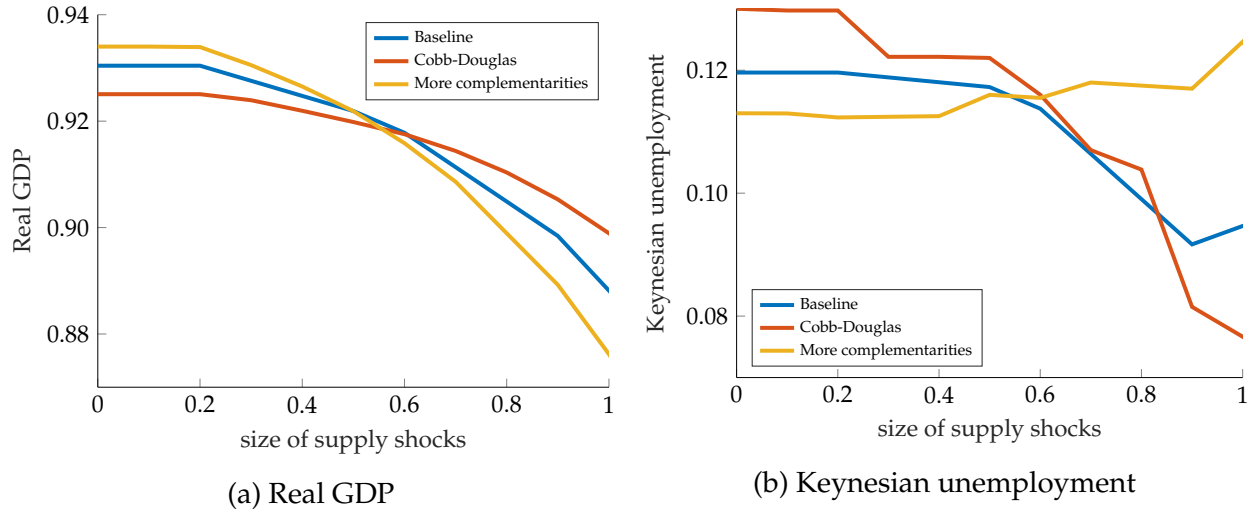 0.94
0.92
0.90
0.88
Real GDP
Baseline
Cobb-Douglas
More complementarities
0
0.2
0.4
0.6
0.8
1
size of supply shocks
(a) Real GDP
0.12
0.10
0.08
Keynesian unemployment
Baseline
Cobb-Douglas
More complementarities
0
0.2
0.4
0.6
0.8
1
size of supply shocks
(b) Keynesian unemployment